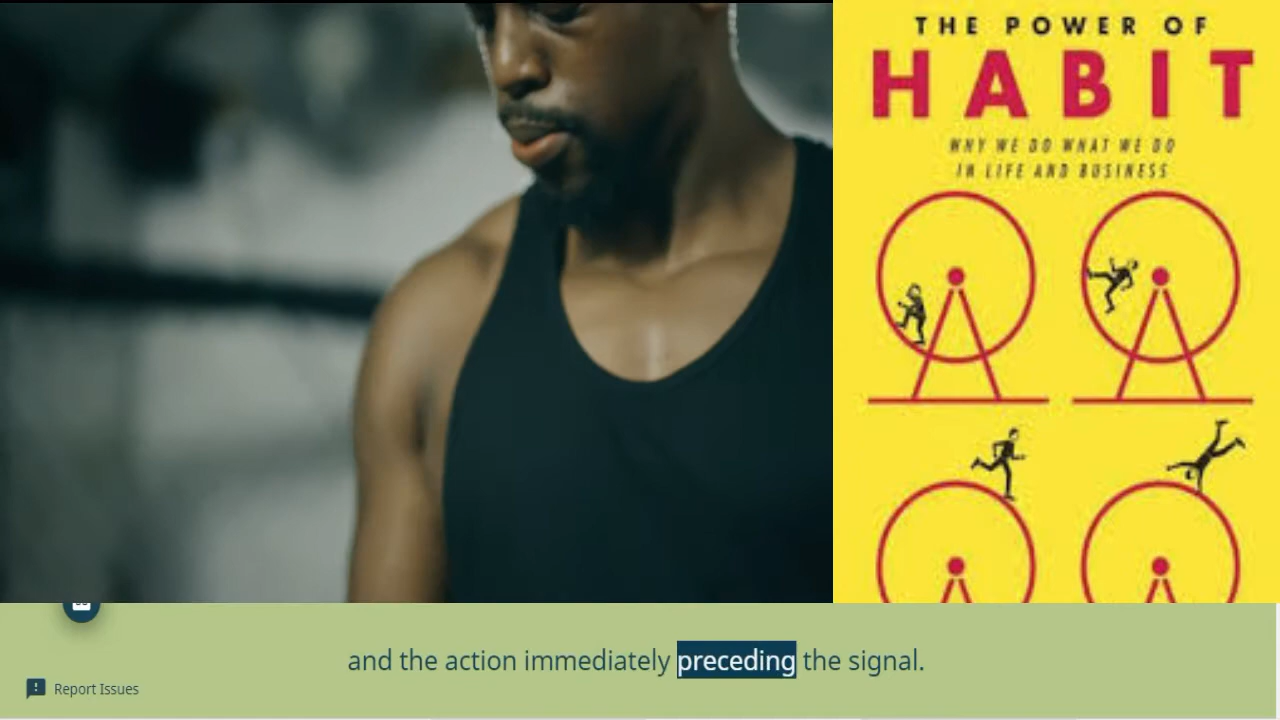 THE POWER OF
HABIT
WHY WE DO WHAT WE DO
IN LIFE AND BUSINESS
and the action immediately preceding the signal.
Report Issues